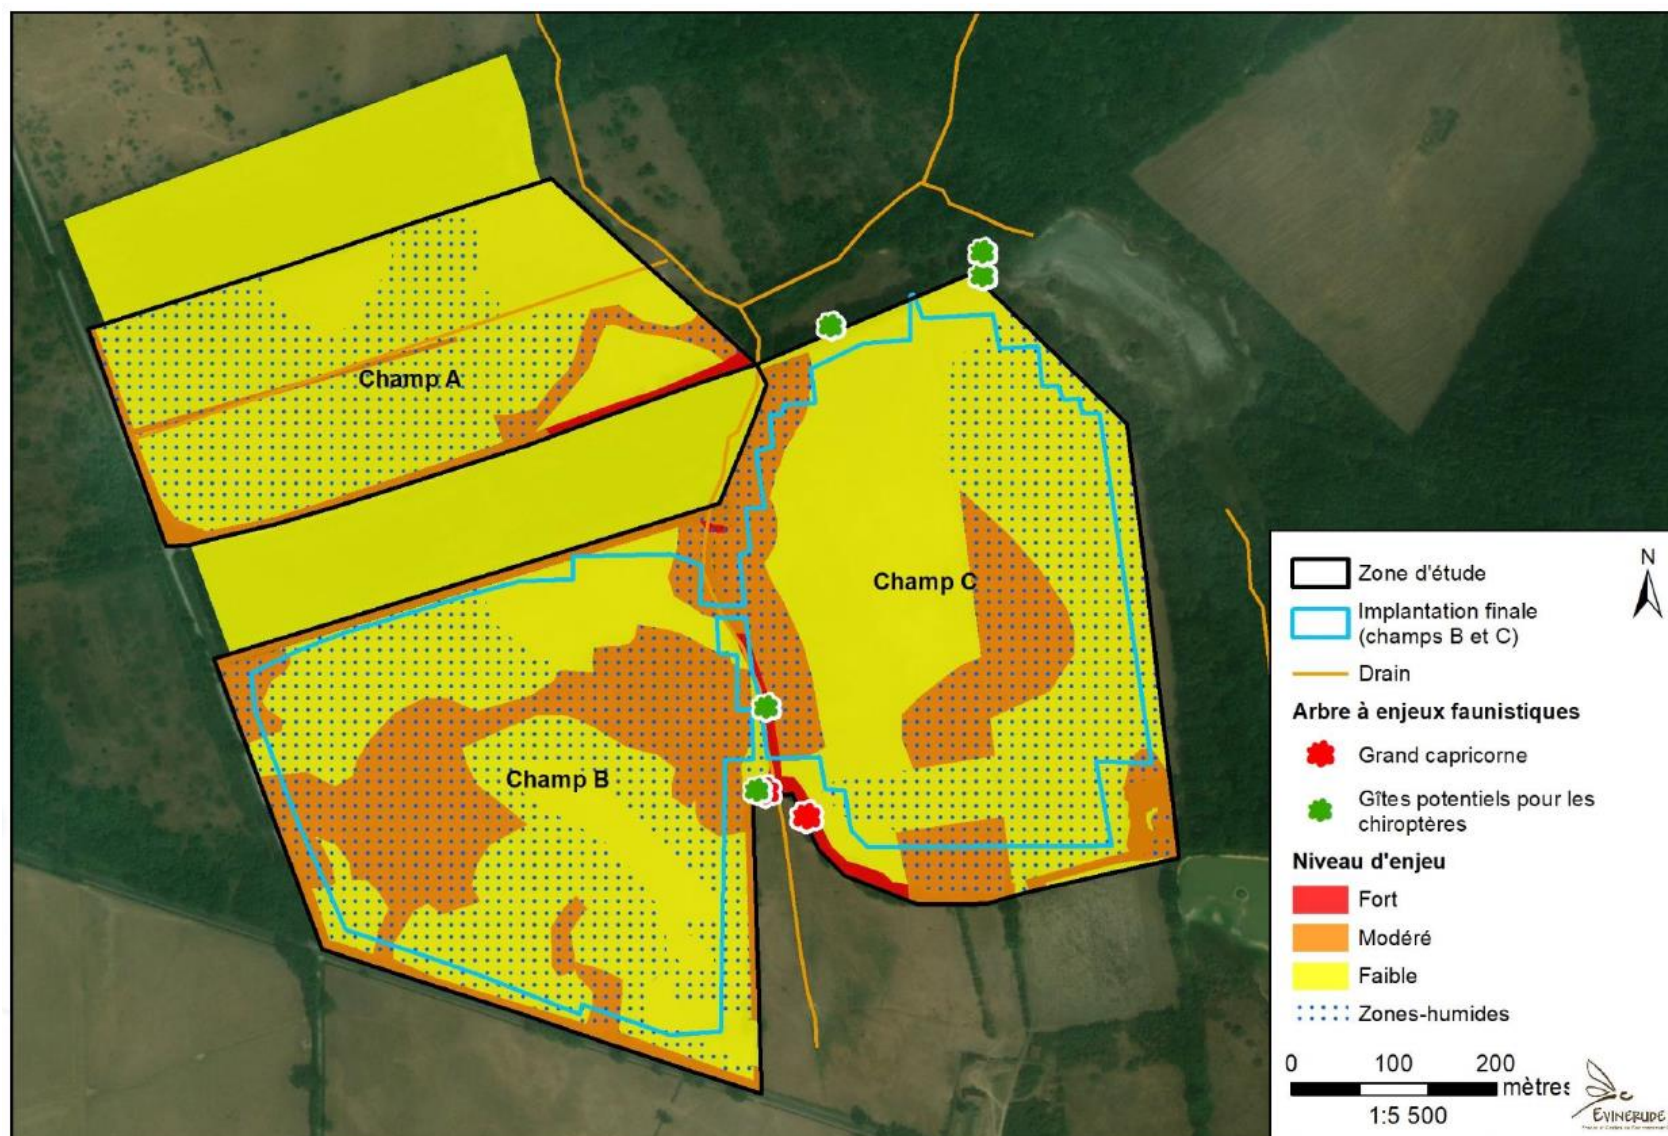 Champ A
Champ C
Champ B
Zone d'étude
N
Implantation finale
(champs B et C)
Drain
Arbre à enjeux faunistiques
Grand capricorne
Gîtes potentiels pour les
chiroptères
Niveau d'enjeu
Fort
Modéré
Faible
Zones-humides
0 100 200
mètres
1:5 500
EVINERUDE